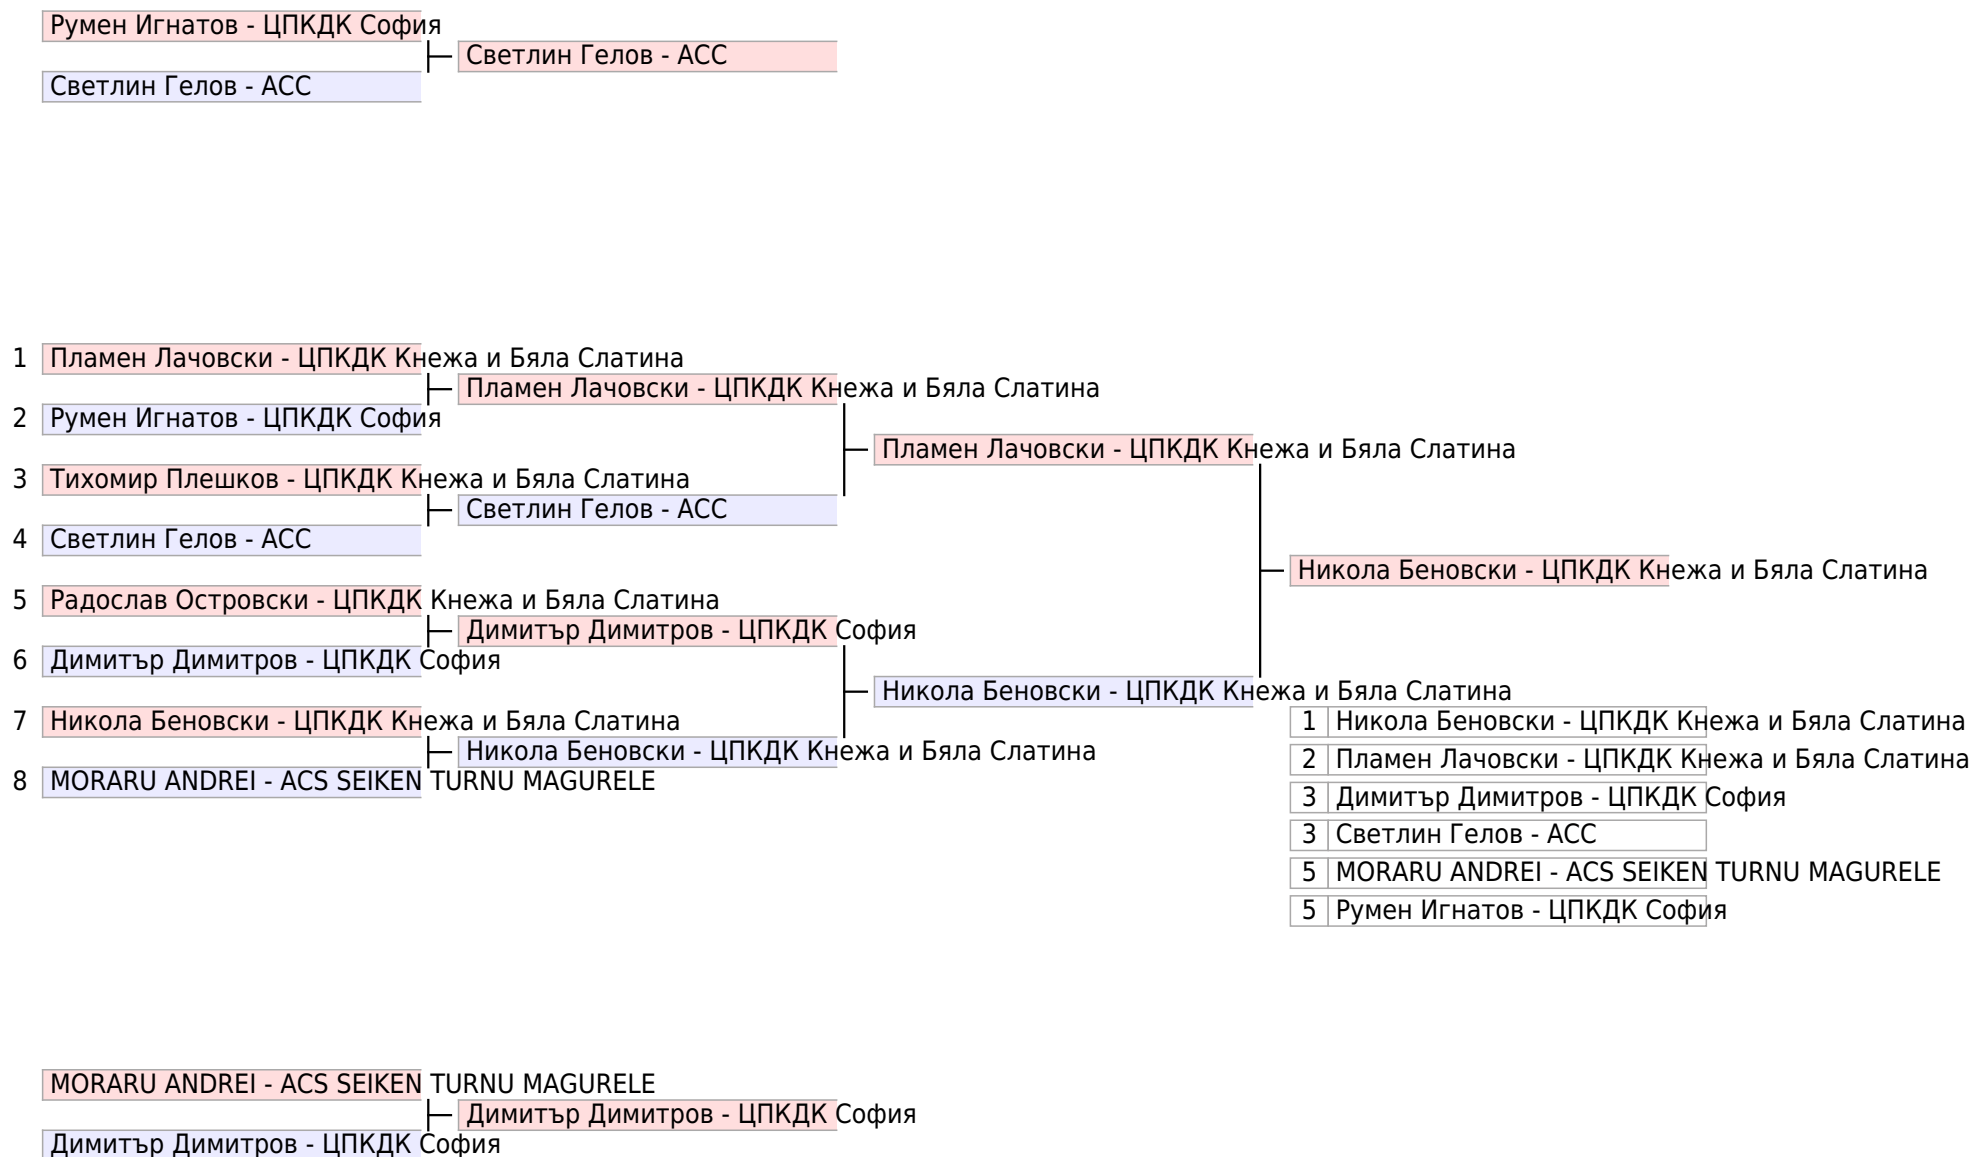 Румен Игнатов - ЦПКДК София
Светлин Гелов - АСС
Светлин Гелов - АСС
1 Пламен Лачовски - ЦПКДК Кнежа и Бяла Слатина
Пламен Лачовски - ЦПКДК Кнежа и Бяла Слатина
2 Румен Игнатов - ЦПКДК София
Пламен Лачовски - ЦПКДК Кнежа и Бяла Слатина
3 Тихомир Плешков - ЦПКДК Кнежа и Бяла Слатина
Светлин Гелов - АСС
4 Светлин Гелов - АСС
Никола Беновски - ЦПКДК Кнежа и Бяла Слатина
5 Радослав Островски - ЦПКДК Кнежа и Бяла Слатина
Димитър Димитров - ЦПКДК София
6 Димитър Димитров - ЦПКДК София
Никола Беновски - ЦПКДК Кнежа и Бяла Слатина
7 Никола Беновски - ЦПКДК Кнежа и Бяла Слатина
Никола Беновски - ЦПКДК Кнежа и Бяла Слатина
8 MORARU ANDREI - ACS SEIKEN TURNU MAGURELE
1 Никола Беновски - ЦПКДК Кнежа и Бяла Слатина
2 Пламен Лачовски - ЦПКДК Кнежа и Бяла Слатина
3 Димитър Димитров - ЦПКДК София
3 Светлин Гелов - АСС
5 MORARU ANDREI - ACS SEIKEN TURNU MAGURELE
5 Румен Игнатов - ЦПКДК София
MORARU ANDREI - ACS SEIKEN TURNU MAGURELE
Димитър Димитров - ЦПКДК София
Димитър Димитров - ЦПКДК София